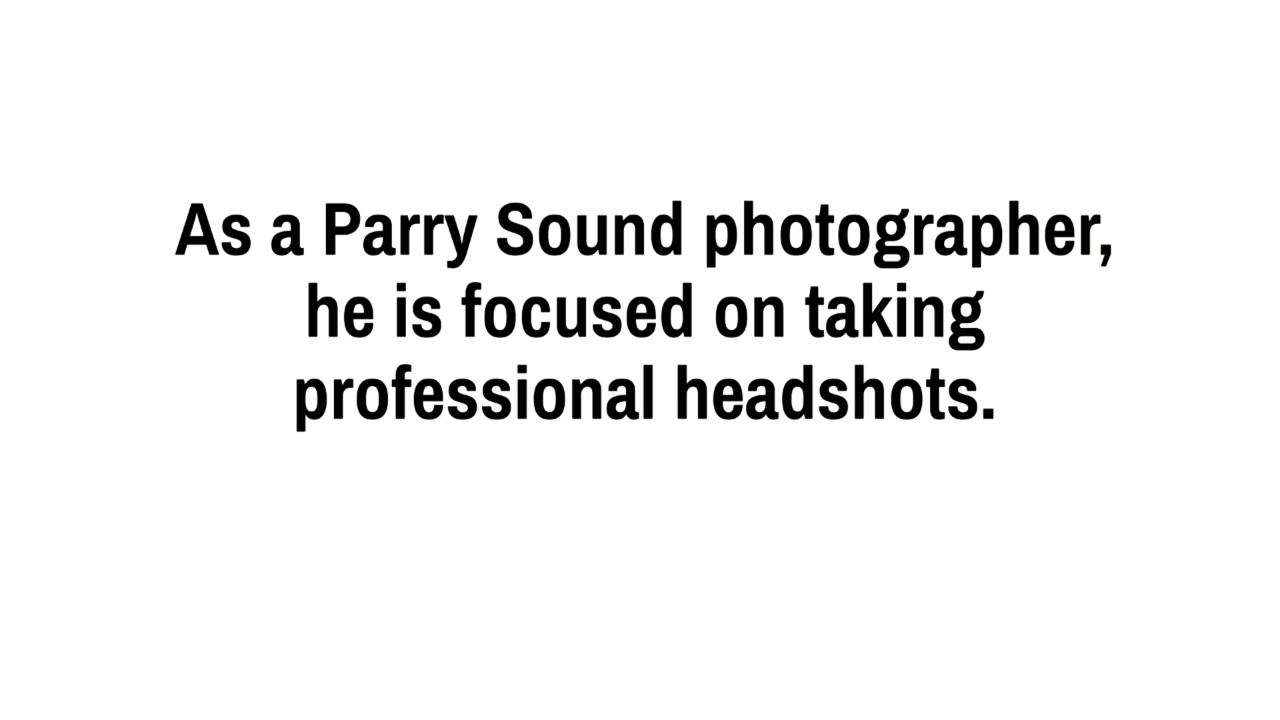 As a Parry Sound photographer,
he is focused on taking
professional headshots.